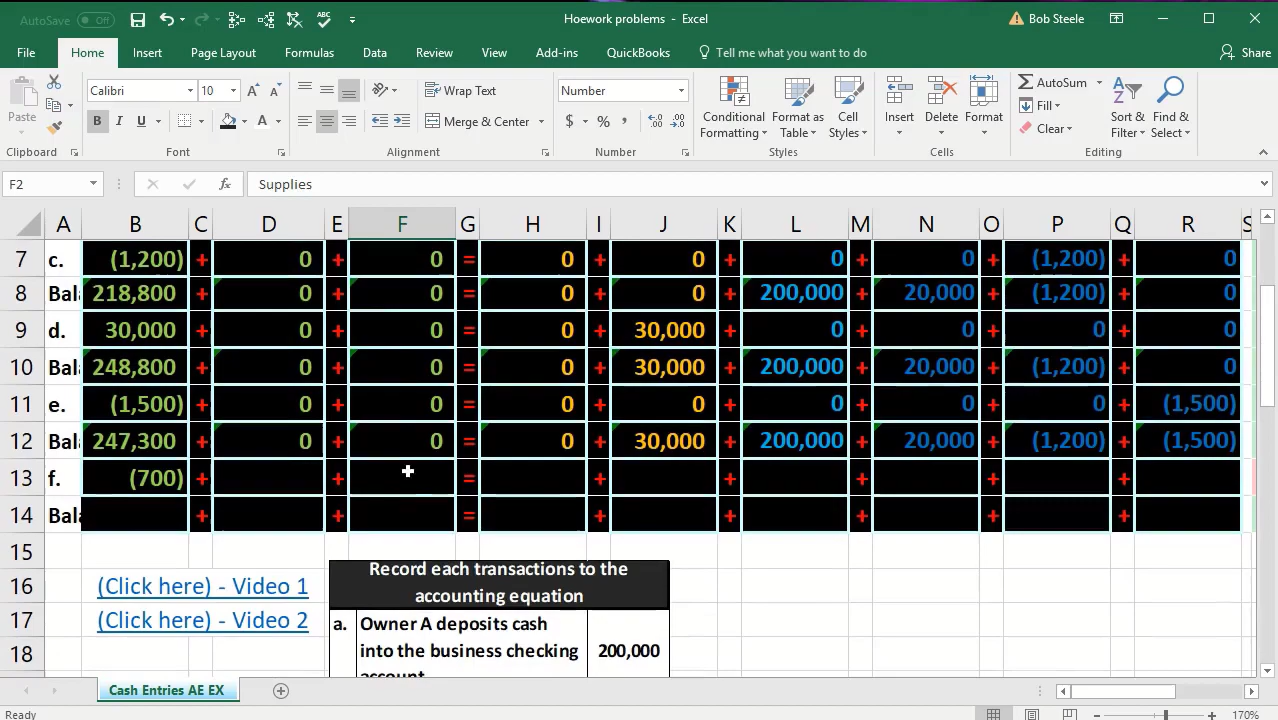 AutoSave Off Hoework problems - Excel Bob Steele
File Home Insert Page Layout Formulas Data Review View Add-ins QuickBooks Tell me what you want to do Share
Paste Calibri 10 Wrap Text Number Conditional Formatting Format as Table Cell Styles Insert Delete Format AutoSum Fill Clear Sort & Filter Find & Select
B I U A Merge & Center $ % ,
Clipboard Font Alignment Number Styles Cells Editing
F2 fx Supplies
A B C D E F G H I J K L M N O P Q R S
7 c. (1,200) + 0 + 0 = 0 + 0 + 0 + 0 + (1,200) + 0
8 Bala 218,800 + 0 + 0 = 0 + 0 + 200,000 + 20,000 + (1,200) + 0
9 d. 30,000 + 0 + 0 = 0 + 30,000 + 0 + 0 + 0 + 0
10 Bala 248,800 + 0 + 0 = 0 + 30,000 + 200,000 + 20,000 + (1,200) + 0
11 e. (1,500) + 0 + 0 = 0 + 0 + 0 + 0 + 0 + (1,500)
12 Bala 247,300 + 0 + 0 = 0 + 30,000 + 200,000 + 20,000 + (1,200) + (1,500)
13 f. (700) + + = + + + + +
14 Bala + + = + + + + +
15
16 (Click here) - Video 1
17 (Click here) - Video 2
18
Record each transactions to the
accounting equation
a. Owner A deposits cash
into the business checking 200,000
account
Cash Entries AE EX
Ready 170%